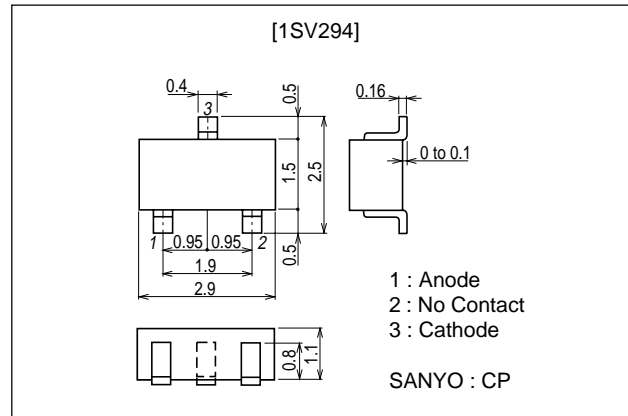 [1SV294]
0.4
3
0.5
0.16
1.5
2.5
0 to 0.1
1
0.95
0.95
2
0.5
1.9
2.9
1 : Anode
2 : No Contact
3 : Cathode
0.8
1.1
SANYO : CP